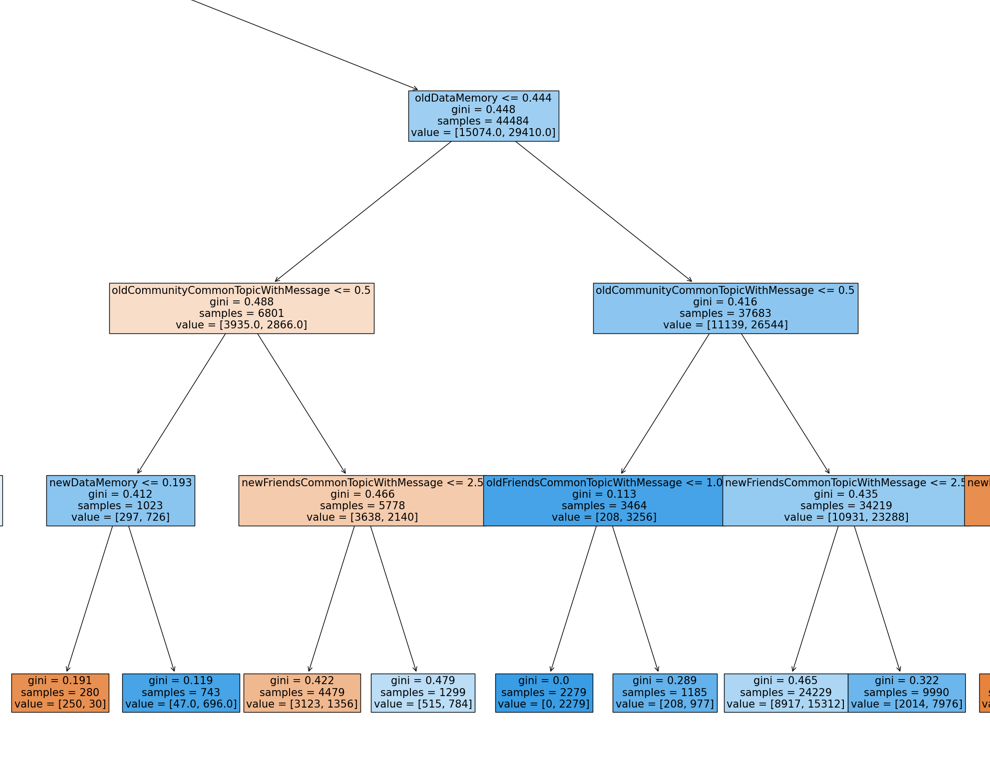 oldDataMemory <= 0.444
gini = 0.448
samples = 44484
value = [15074.0, 29410.0]
oldCommunityCommonTopicWithMessage <= 0.5
gini = 0.488
samples = 6801
value = [3935.0, 2866.0]
oldCommunityCommonTopicWithMessage <= 0.5
gini = 0.416
samples = 37683
value = [11139, 26544]
newDataMemory <= 0.193
gini = 0.412
samples = 1023
value = [297, 726]
newFriendsCommonTopicWithMessage <= 2.5
gini = 0.466
samples = 5778
value = [3638, 2140]
oldFriendsCommonTopicWithMessage <= 1.0
gini = 0.113
samples = 3464
value = [208, 3256]
newFriendsCommonTopicWithMessage <= 2.5
gini = 0.435
samples = 34219
value = [10931, 23288]
gini = 0.191
samples = 280
value = [250, 30]
gini = 0.119
samples = 743
value = [47.0, 696.0]
gini = 0.422
samples = 4479
value = [3123, 1356]
gini = 0.479
samples = 1299
value = [515, 784]
gini = 0.0
samples = 2279
value = [0, 2279]
gini = 0.289
samples = 1185
value = [208, 977]
gini = 0.465
samples = 24229
value = [8917, 15312]
gini = 0.322
samples = 9990
value = [2014, 7976]